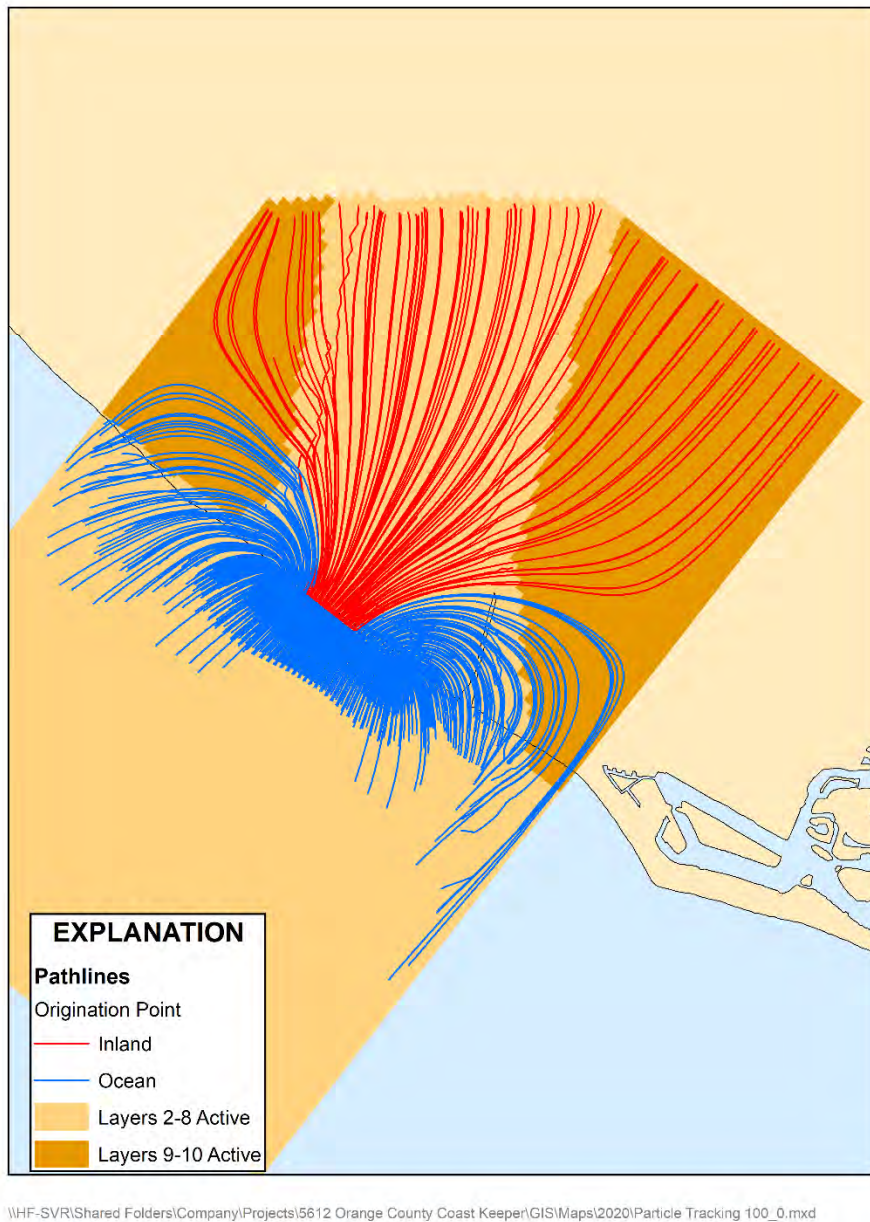 EXPLANATION
Pathlines
Origination Point
Inland
Ocean
Layers 2-8 Active
Layers 9-10 Active
\\HF-SVR\Shared Folders\Company\Projects\5612 Orange County Coast Keeper\GIS\Maps\2020\Particle Tracking 100_0.mxd